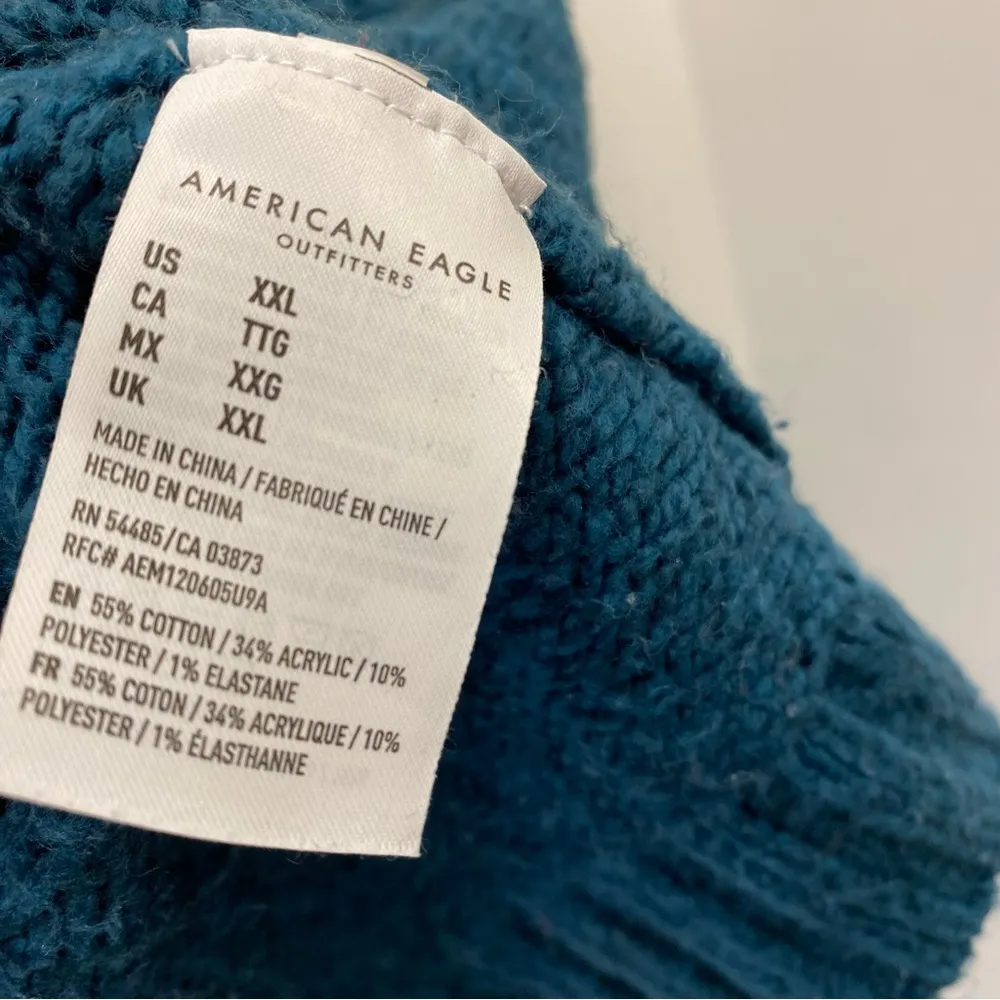 AMERICAN EAGLE
OUTFITTERS
US XXL
CA TTG
MX XXG
UK XXL
MADE IN CHINA / FABRIQUÉ EN CHINE /
HECHO EN CHINA
RN 54485/CA 03873
RFC# AEM120605U9A
EN 55% COTTON / 34% ACRYLIC / 10%
POLYESTER / 1% ELASTANE
FR 55% COTON / 34% ACRYLIQUE / 10%
POLYESTER / 1% ÉLASTHANNE